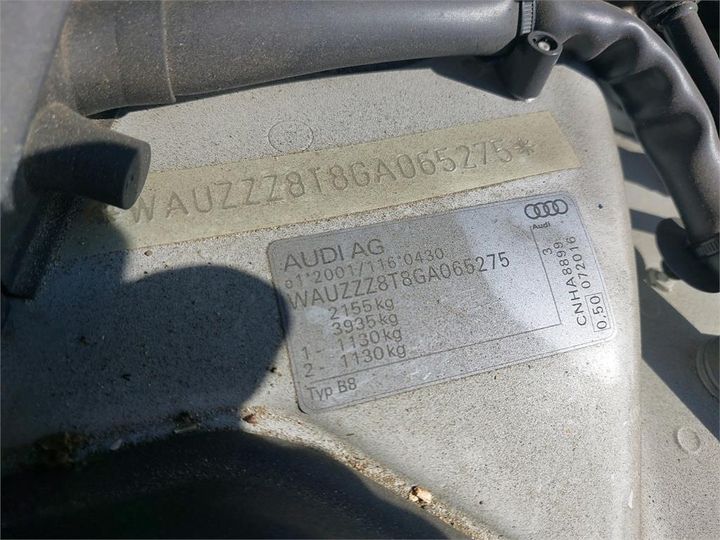 *WAUZZZ8T8GA065275*
AUDI AG
e1*2001/116*0430
WAUZZZ8T8GA065275
2155kg
3935kg
1 - 1130kg
2 - 1130kg
Typ B8
Audi
3
CNHA8899
072016
0,50